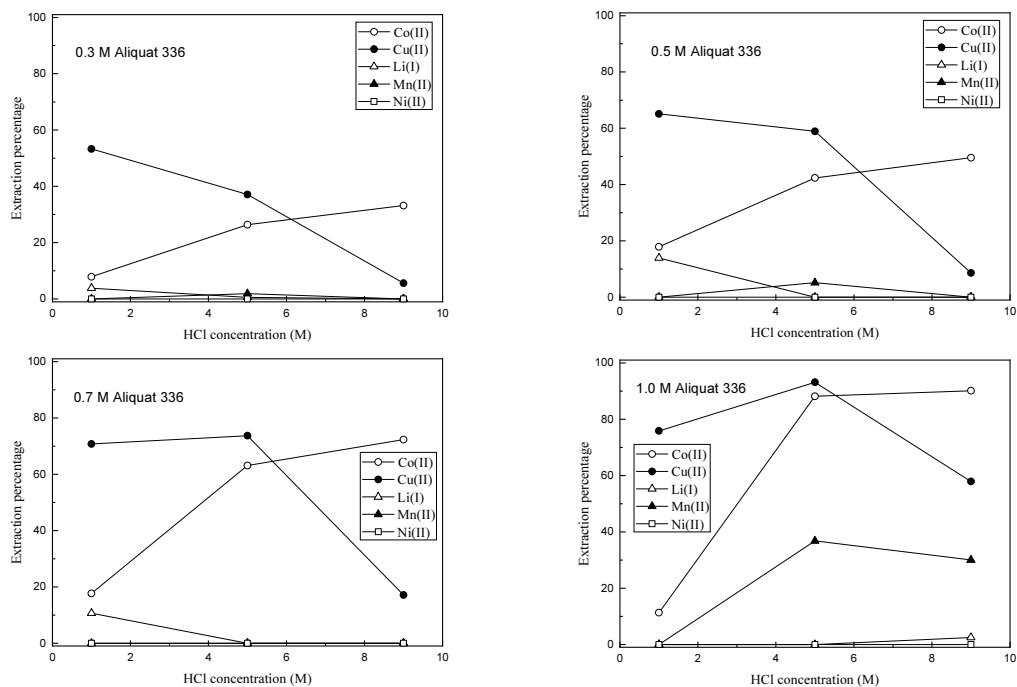 100
80
60
40
20
0
Extraction percentage
0.3 M Aliquat 336
Co(II)
Cu(II)
Li(I)
Mn(II)
Ni(II)
0 2 4 6 8 10
HCl concentration (M)
100
80
60
40
20
0
Extraction percentage
0.5 M Aliquat 336
Co(II)
Cu(II)
Li(I)
Mn(II)
Ni(II)
0 2 4 6 8 10
HCl concentration (M)
100
80
60
40
20
0
Extraction percentage
0.7 M Aliquat 336
Co(II)
Cu(II)
Li(I)
Mn(II)
Ni(II)
0 2 4 6 8 10
HCl concentration (M)
100
80
60
40
20
0
Extraction percentage
1.0 M Aliquat 336
Co(II)
Cu(II)
Li(I)
Mn(II)
Ni(II)
0 2 4 6 8 10
HCl concentration (M)